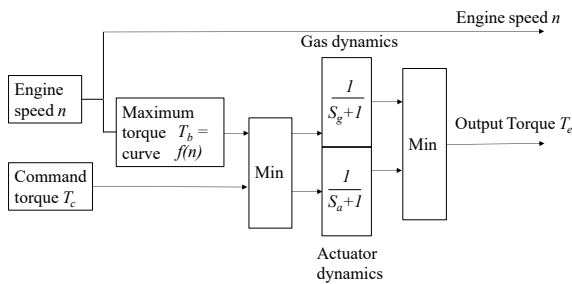 Engine speed n
Gas dynamics
Engine
speed n
Maximum
torque T_b =
curve f(n)
1
S_g+1
Min
Min
Output Torque T_e
Command
torque T_c
1
S_a+1
Actuator
dynamics